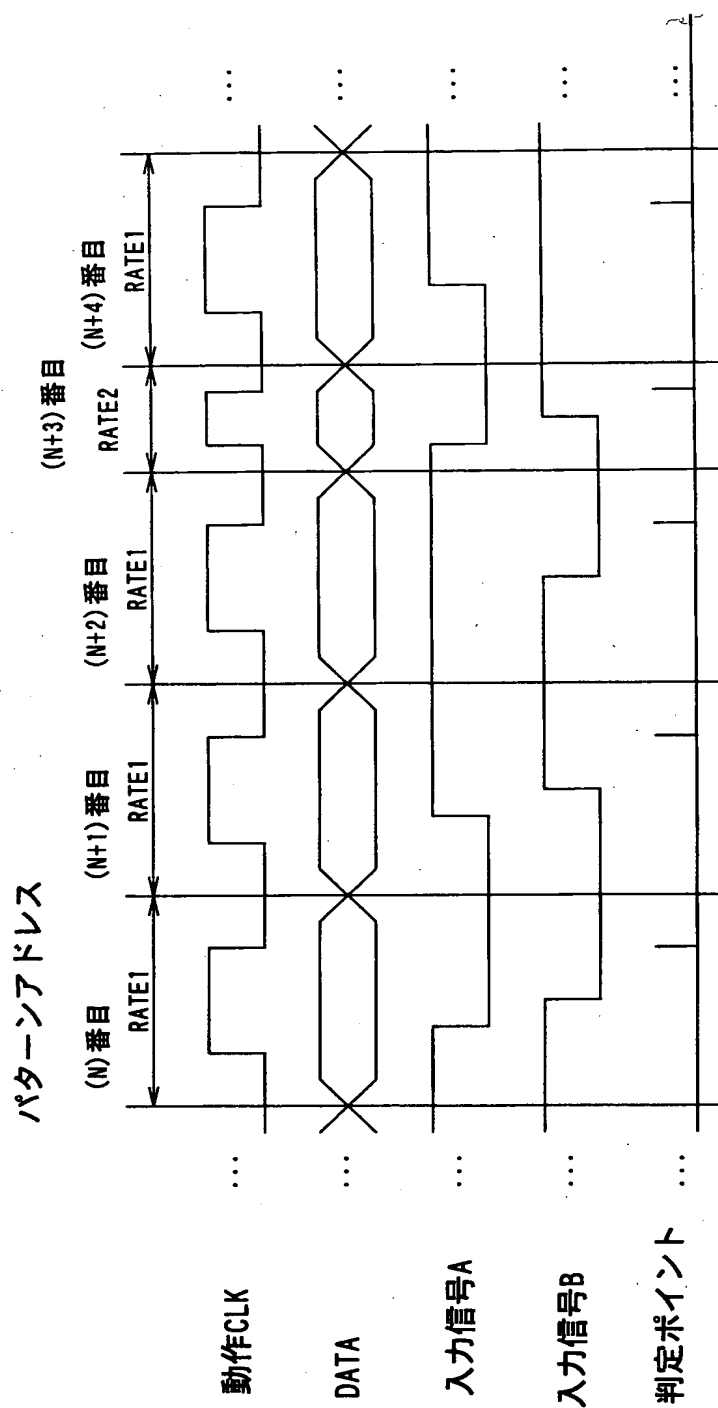 パターンアドレス
(N)番目
(N+1)番目
(N+2)番目
(N+3)番目
(N+4)番目
RATE1
RATE1
RATE1
RATE2
RATE1
動作CLK
... ...
DATA
... ...
入力信号A
... ...
入力信号B
... ...
判定ポイント
... ...